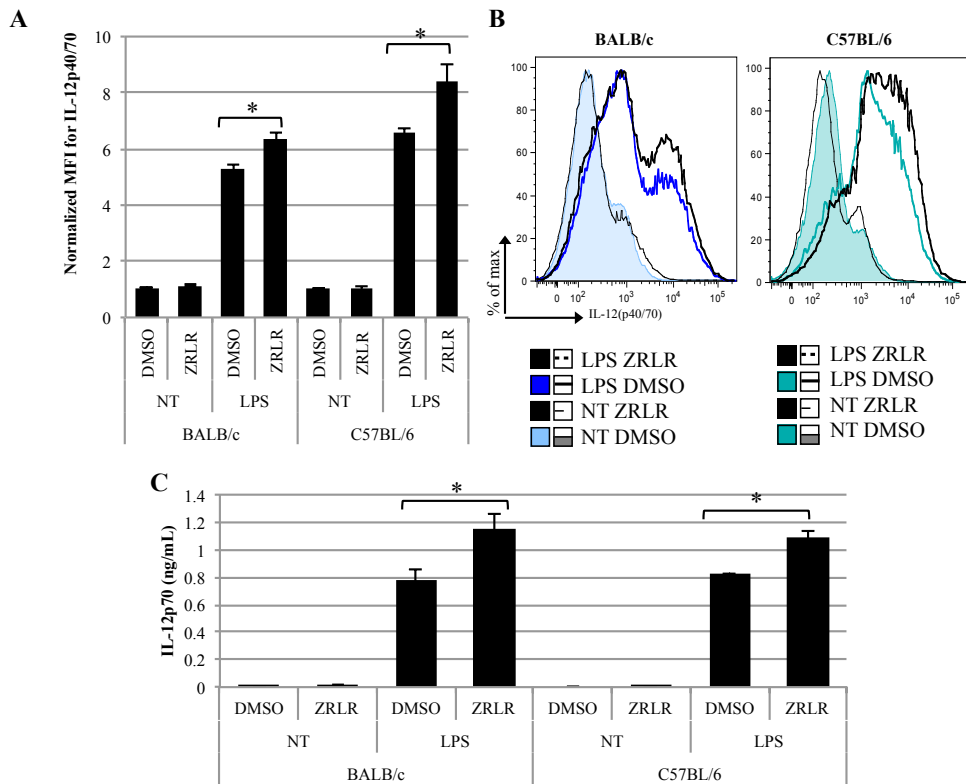 A
Normalized MFI for IL-12p40/70
10
8
6
4
2
0
*
*
DMSO
ZRLR
DMSO
ZRLR
DMSO
ZRLR
DMSO
ZRLR
NT
LPS
NT
LPS
BALB/c
C57BL/6
B
BALB/c
C57BL/6
100
80
60
40
20
0
0
10²
10³
10⁴
10⁵
100
80
60
40
20
0
0
10²
10³
10⁴
10⁵
% of max
IL-12(p40/70)
LPS ZRLR
LPS DMSO
NT ZRLR
NT DMSO
LPS ZRLR
LPS DMSO
NT ZRLR
NT DMSO
C
IL-12p70 (ng/mL)
1.4
1.2
1
0.8
0.6
0.4
0.2
0
*
*
DMSO
ZRLR
DMSO
ZRLR
DMSO
ZRLR
DMSO
ZRLR
NT
LPS
NT
LPS
BALB/c
C57BL/6